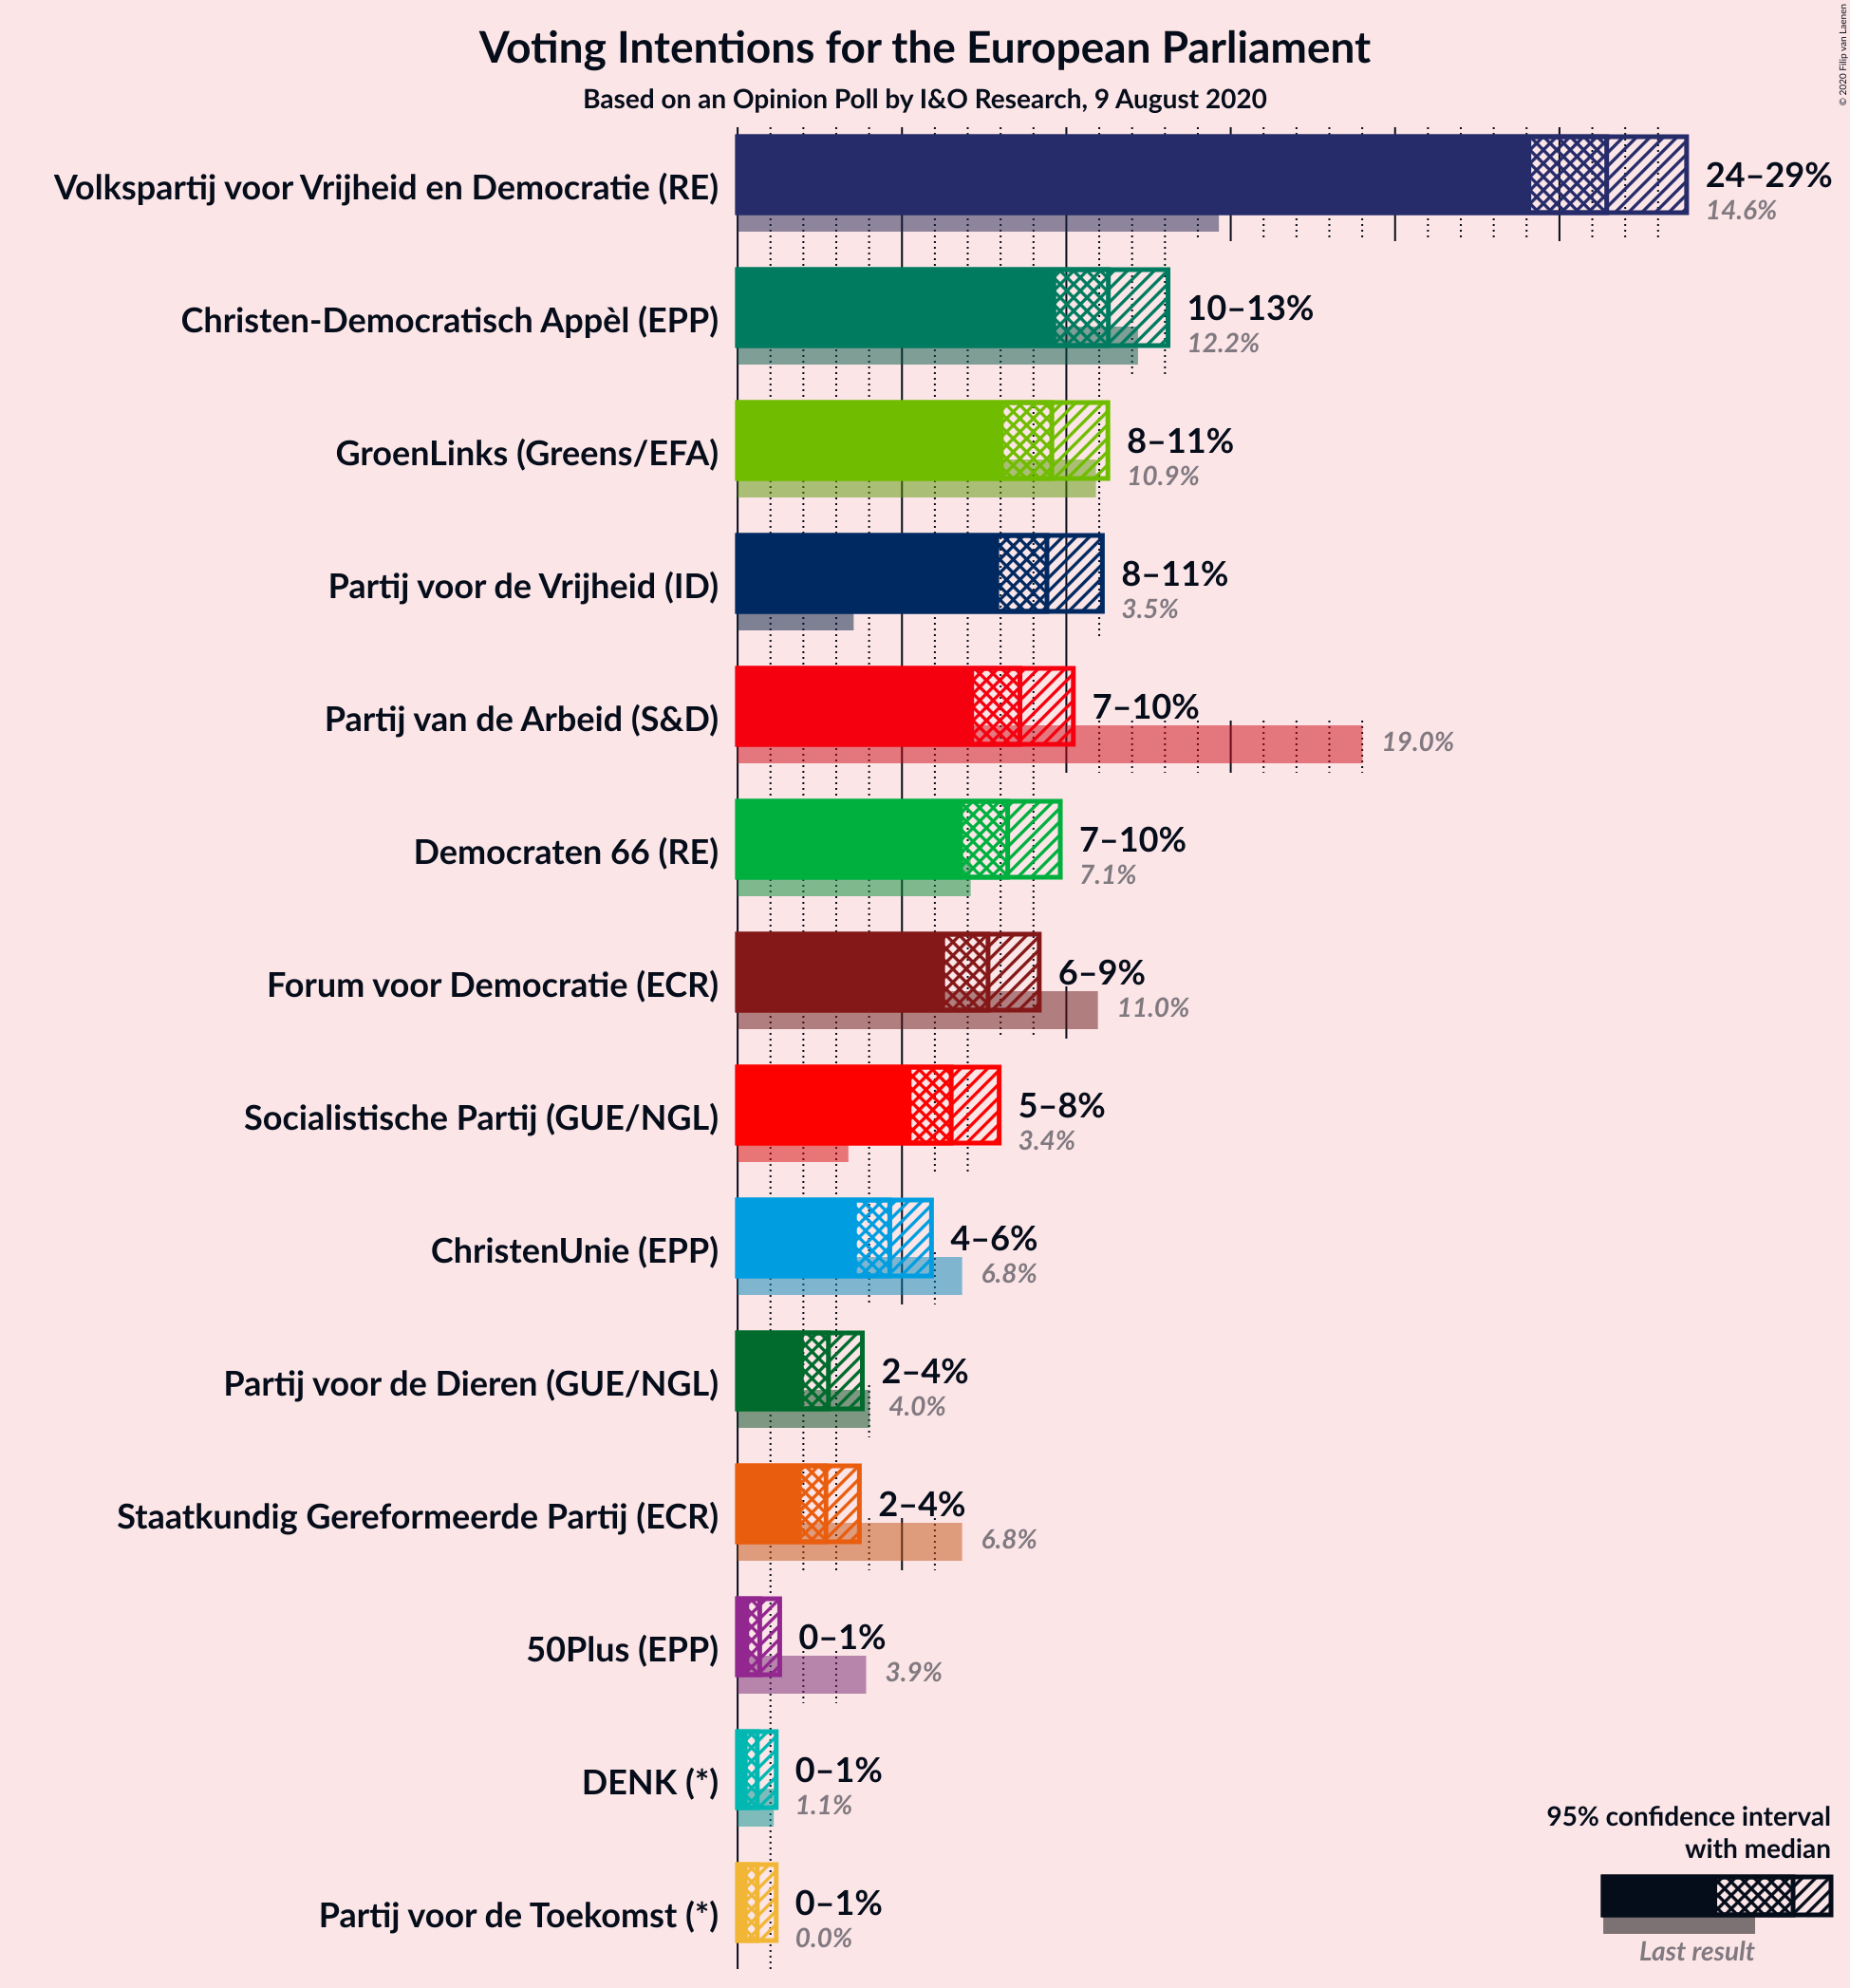 Voting Intentions for the European Parliament
Based on an Opinion Poll by I&O Research, 9 August 2020
© 2020 Filip van Laenen
Volkspartij voor Vrijheid en Democratie (RE)
24–29%
14.6%
Christen-Democratisch Appèl (EPP)
10–13%
12.2%
GroenLinks (Greens/EFA)
8–11%
10.9%
Partij voor de Vrijheid (ID)
8–11%
3.5%
Partij van de Arbeid (S&D)
7–10%
19.0%
Democraten 66 (RE)
7–10%
7.1%
Forum voor Democratie (ECR)
6–9%
11.0%
Socialistische Partij (GUE/NGL)
5–8%
3.4%
ChristenUnie (EPP)
4–6%
6.8%
Partij voor de Dieren (GUE/NGL)
2–4%
4.0%
Staatkundig Gereformeerde Partij (ECR)
2–4%
6.8%
50Plus (EPP)
0–1%
3.9%
DENK (*)
0–1%
1.1%
Partij voor de Toekomst (*)
0–1%
0.0%
95% confidence interval
with median
Last result